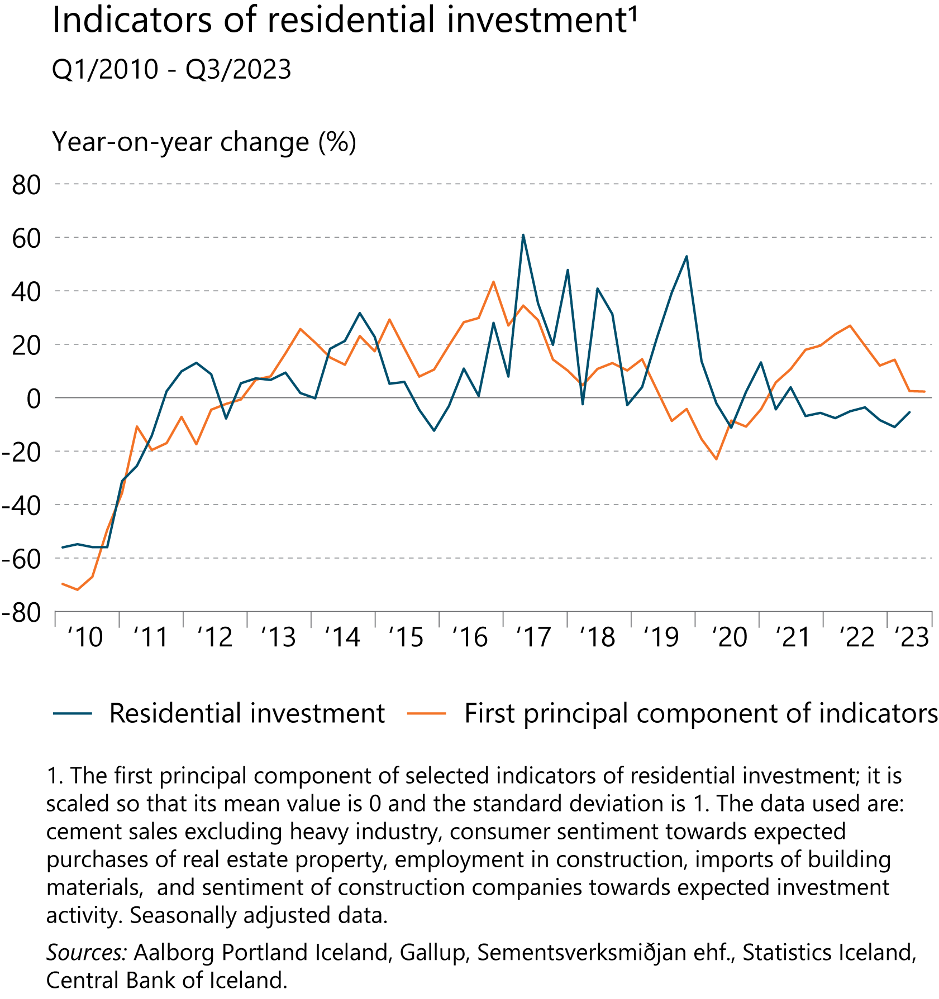 Indicators of residential investment¹
Q1/2010 - Q3/2023
Year-on-year change (%)
80
60
40
20
0
-20
-40
-60
-80
‘10 ‘11 ‘12 ‘13 ‘14 ‘15 ‘16 ‘17 ‘18 ‘19 ‘20 ‘21 ‘22 ‘23
Residential investment First principal component of indicators
1. The first principal component of selected indicators of residential investment; it is
scaled so that its mean value is 0 and the standard deviation is 1. The data used are:
cement sales excluding heavy industry, consumer sentiment towards expected
purchases of real estate property, employment in construction, imports of building
materials,  and sentiment of construction companies towards expected investment
activity. Seasonally adjusted data.
Sources: Aalborg Portland Iceland, Gallup, Sementsverksmiðjan ehf., Statistics Iceland,
Central Bank of Iceland.